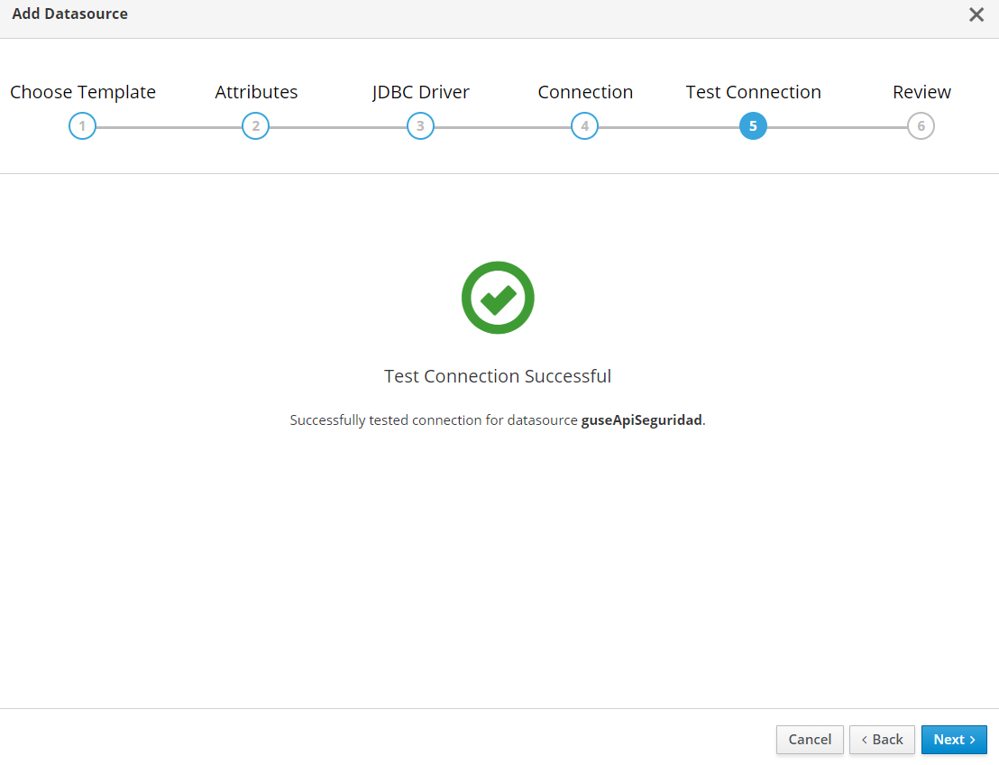 Add Datasource
Choose Template Attributes JDBC Driver Connection Test Connection Review
1 2 3 4 5 6
Test Connection Successful
Successfully tested connection for datasource guseApiSeguridad.
Cancel < Back Next >